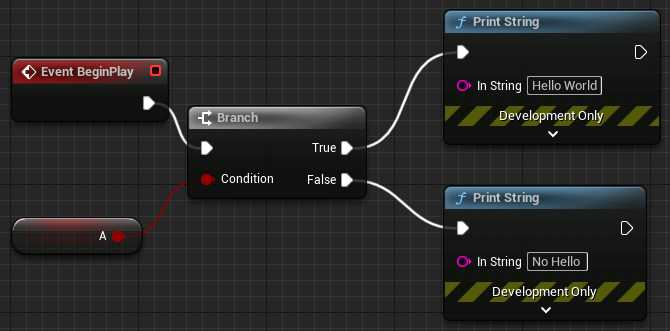 Event BeginPlay
Branch
True
Condition
False
A
f Print String
In String Hello World
Development Only
f Print String
In String No Hello
Development Only